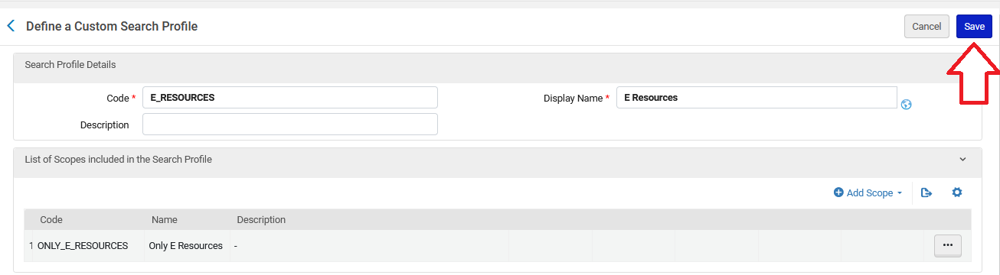 Define a Custom Search Profile
Cancel
Save
Search Profile Details
Code * E_RESOURCES
Display Name * E Resources
Description
List of Scopes included in the Search Profile
Add Scope
Code Name Description
1 ONLY_E_RESOURCES Only E Resources -